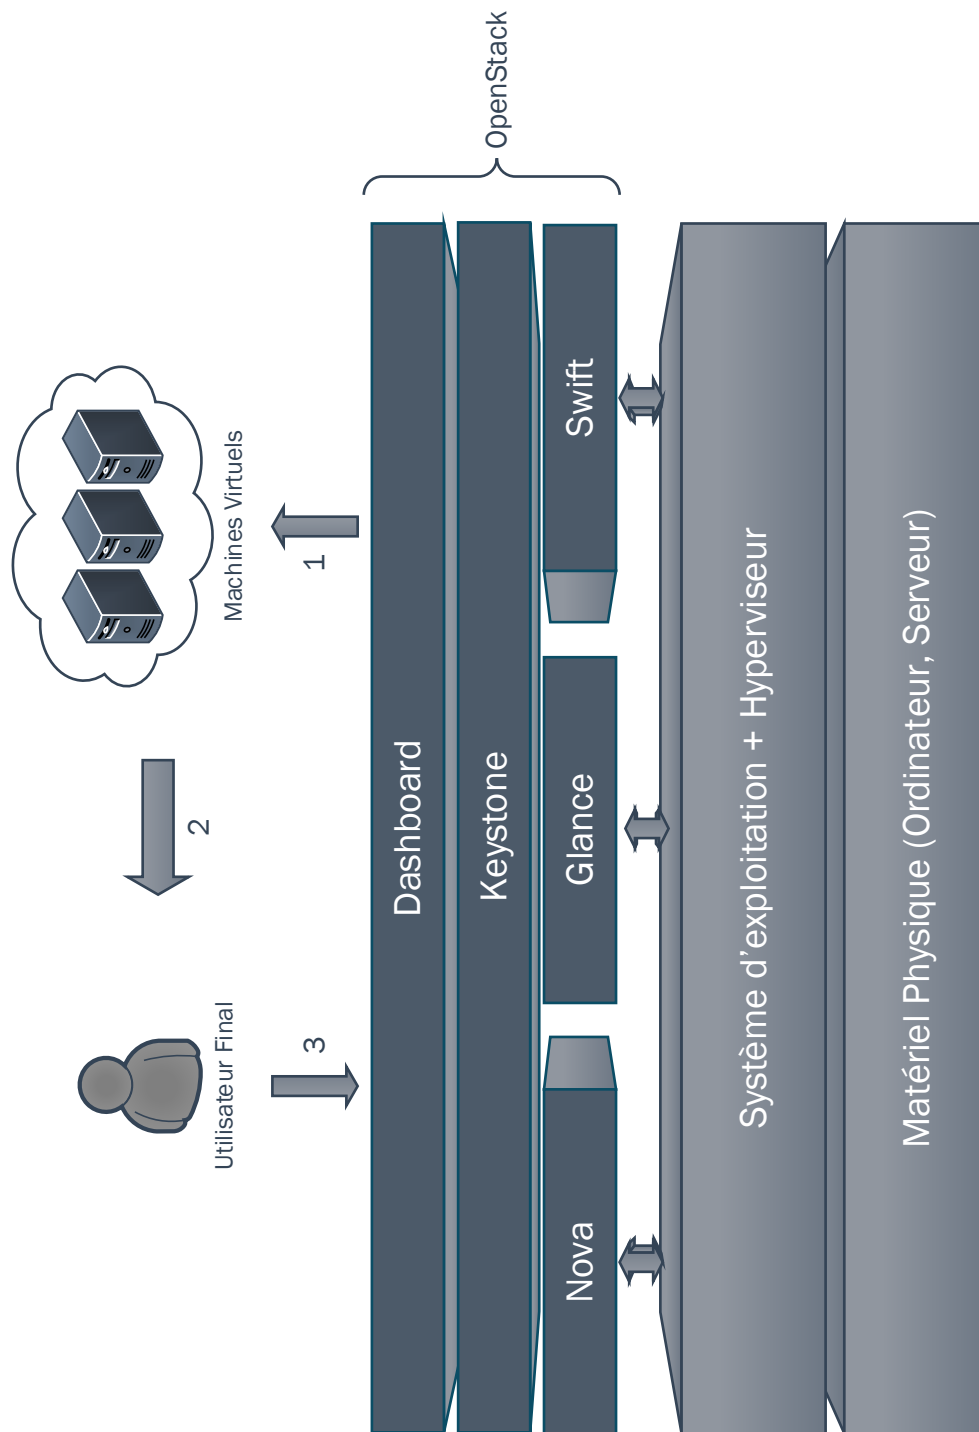 Utilisateur Final
Machines Virtuels
2
3
1
OpenStack
Dashboard
Keystone
Nova
Glance
Swift
Système d'exploitation + Hyperviseur
Matériel Physique (Ordinateur, Serveur)